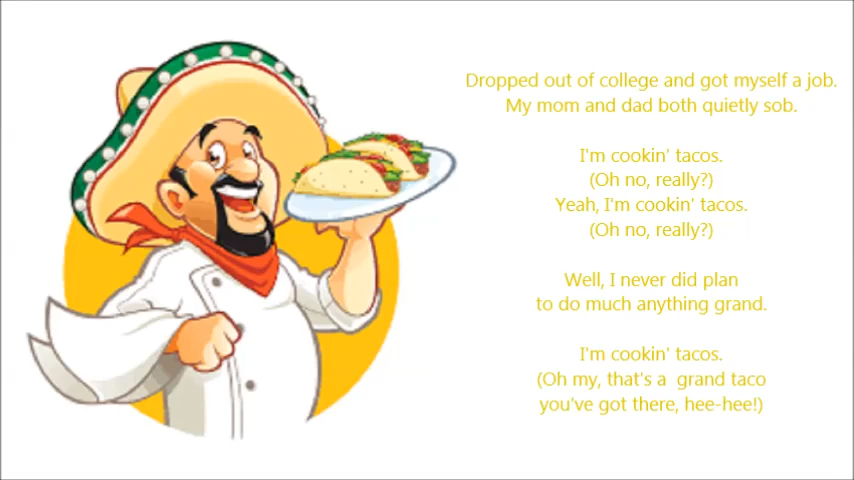 Dropped out of college and got myself a job.
My mom and dad both quietly sob.
I'm cookin' tacos.
(Oh no, really?)
Yeah, I'm cookin' tacos.
(Oh no, really?)
Well, I never did plan
to do much anything grand.
I'm cookin' tacos.
(Oh my, that's a  grand taco
you've got there, hee-hee!)